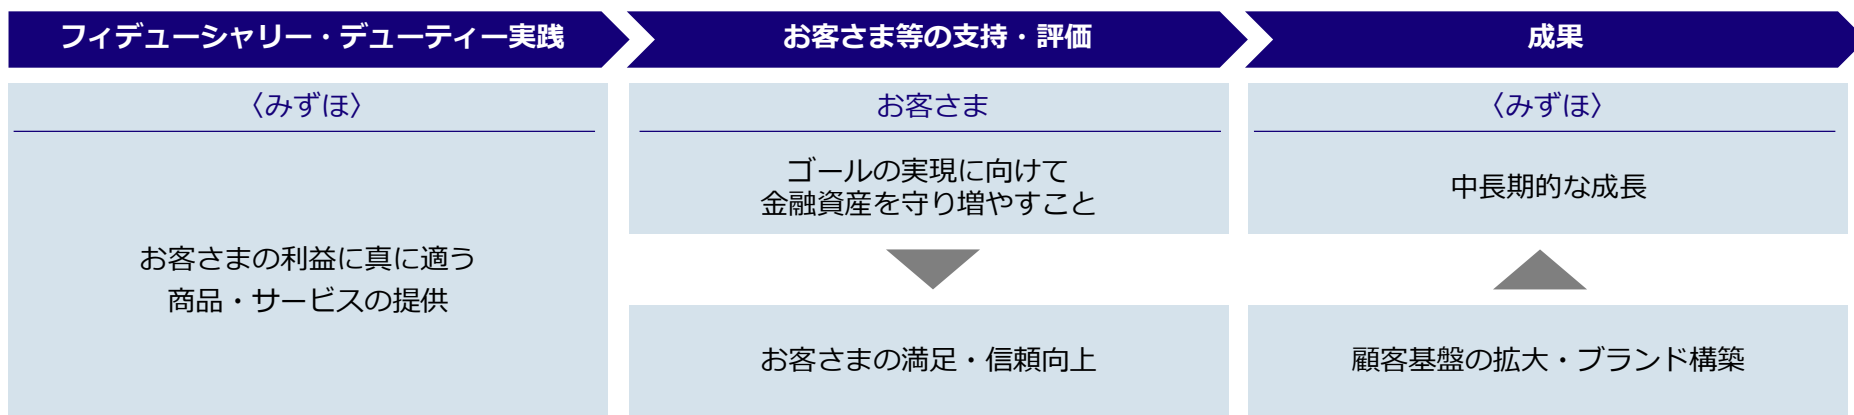 フィデューシャリー・デューティー実践
お客さま等の支持・評価
成果
〈みずほ〉
お客さまの利益に真に適う
商品・サービスの提供
お客さま
ゴールの実現に向けて
金融資産を守り増やすこと
お客さまの満足・信頼向上
〈みずほ〉
中長期的な成長
顧客基盤の拡大・ブランド構築